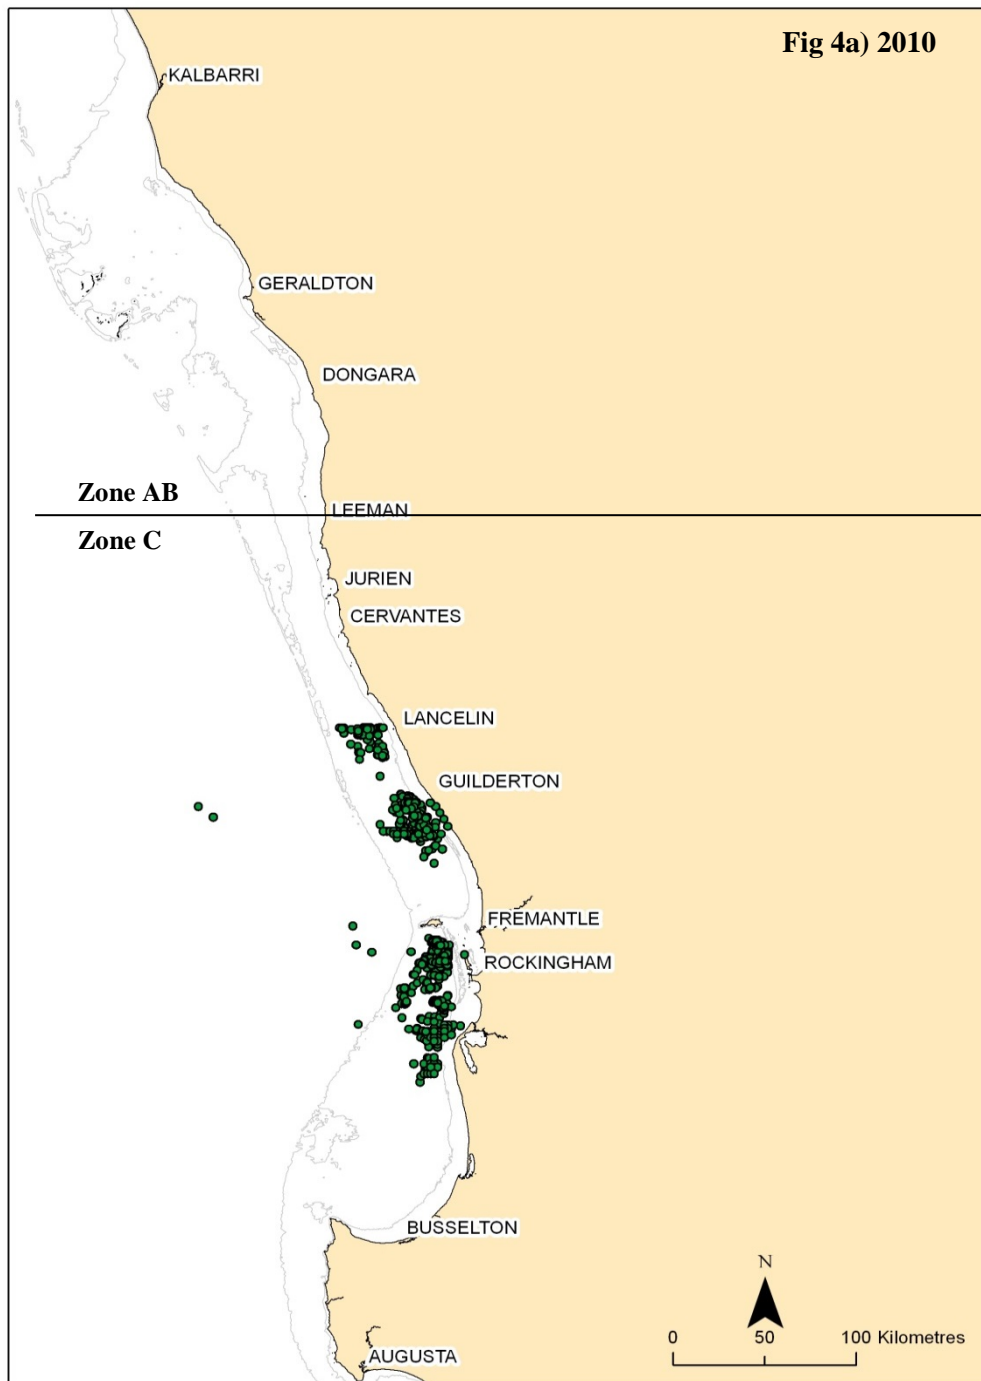 Fig 4a) 2010
KALBARRI
GERALDTON
DONGARA
Zone AB
LEEMAN
Zone C
JURIEN
CERVANTES
LANCELIN
GUILDERTON
FREMANTLE
ROCKINGHAM
BUSSELTON
N
0 50 100 Kilometres
AUGUSTA